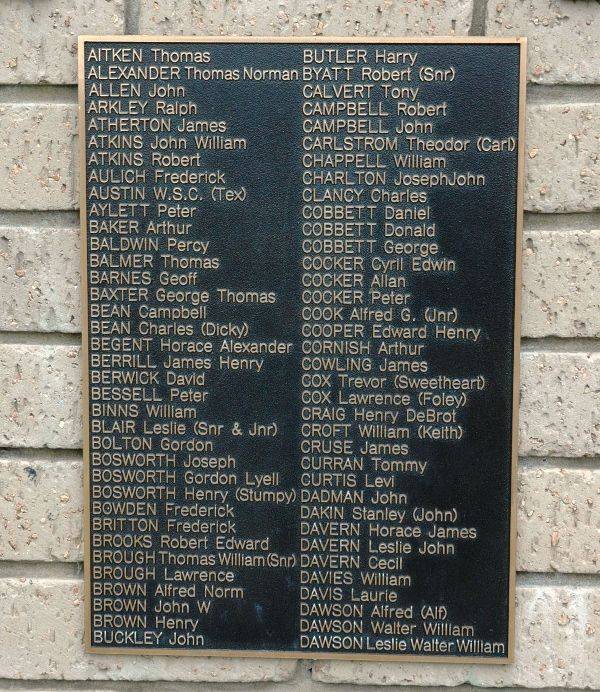 AITKEN Thomas
ALEXANDER Thomas Norman
ALLEN John
ARKLEY Ralph
ATHERTON James
ATKINS John William
ATKINS Robert
AULICH Frederick
AUSTIN W.S.C. (Tex)
AYLETT Peter
BAKER Arthur
BALDWIN Percy
BALMER Thomas
BARNES Geoff
BAXTER George Thomas
BEAN Campbell
BEAN Charles (Dicky)
BEGENT Horace Alexander
BERRILL James Henry
BERWICK David
BESSELL Peter
BINNS William
BLAIR Leslie (Snr & Jnr)
BOLTON Gordon
BOSWORTH Joseph
BOSWORTH Gordon Lyell
BOSWORTH Henry (Stumpy)
BOWDEN Frederick
BRITTON Frederick
BROOKS Robert Edward
BROUGH Thomas William (Snr)
BROUGH Lawrence
BROWN Alfred Norm
BROWN John W
BROWN Henry
BUCKLEY John
BUTLER Harry
BYATT Robert (Snr)
CALVERT Tony
CAMPBELL Robert
CAMPBELL John
CARLSTROM Theodor (Carl)
CHAPPELL William
CHARLTON JosephJohn
CLANCY Charles
COBBETT Daniel
COBBETT Donald
COBBETT George
COCKER Cyril Edwin
COCKER Allan
COCKER Peter
COOK Alfred G. (Jnr)
COOPER Edward Henry
CORNISH Arthur
COWLING James
COX Trevor (Sweetheart)
COX Lawrence (Foley)
CRAIG Henry DeBrot
CROFT William (Keith)
CRUSE James
CURRAN Tommy
CURTIS Levi
DADMAN John
DAKIN Stanley (John)
DAVERN Horace James
DAVERN Leslie John
DAVERN Cecil
DAVIES William
DAVIS Laurie
DAWSON Alfred (Alf)
DAWSON Walter William
DAWSON Leslie Walter William